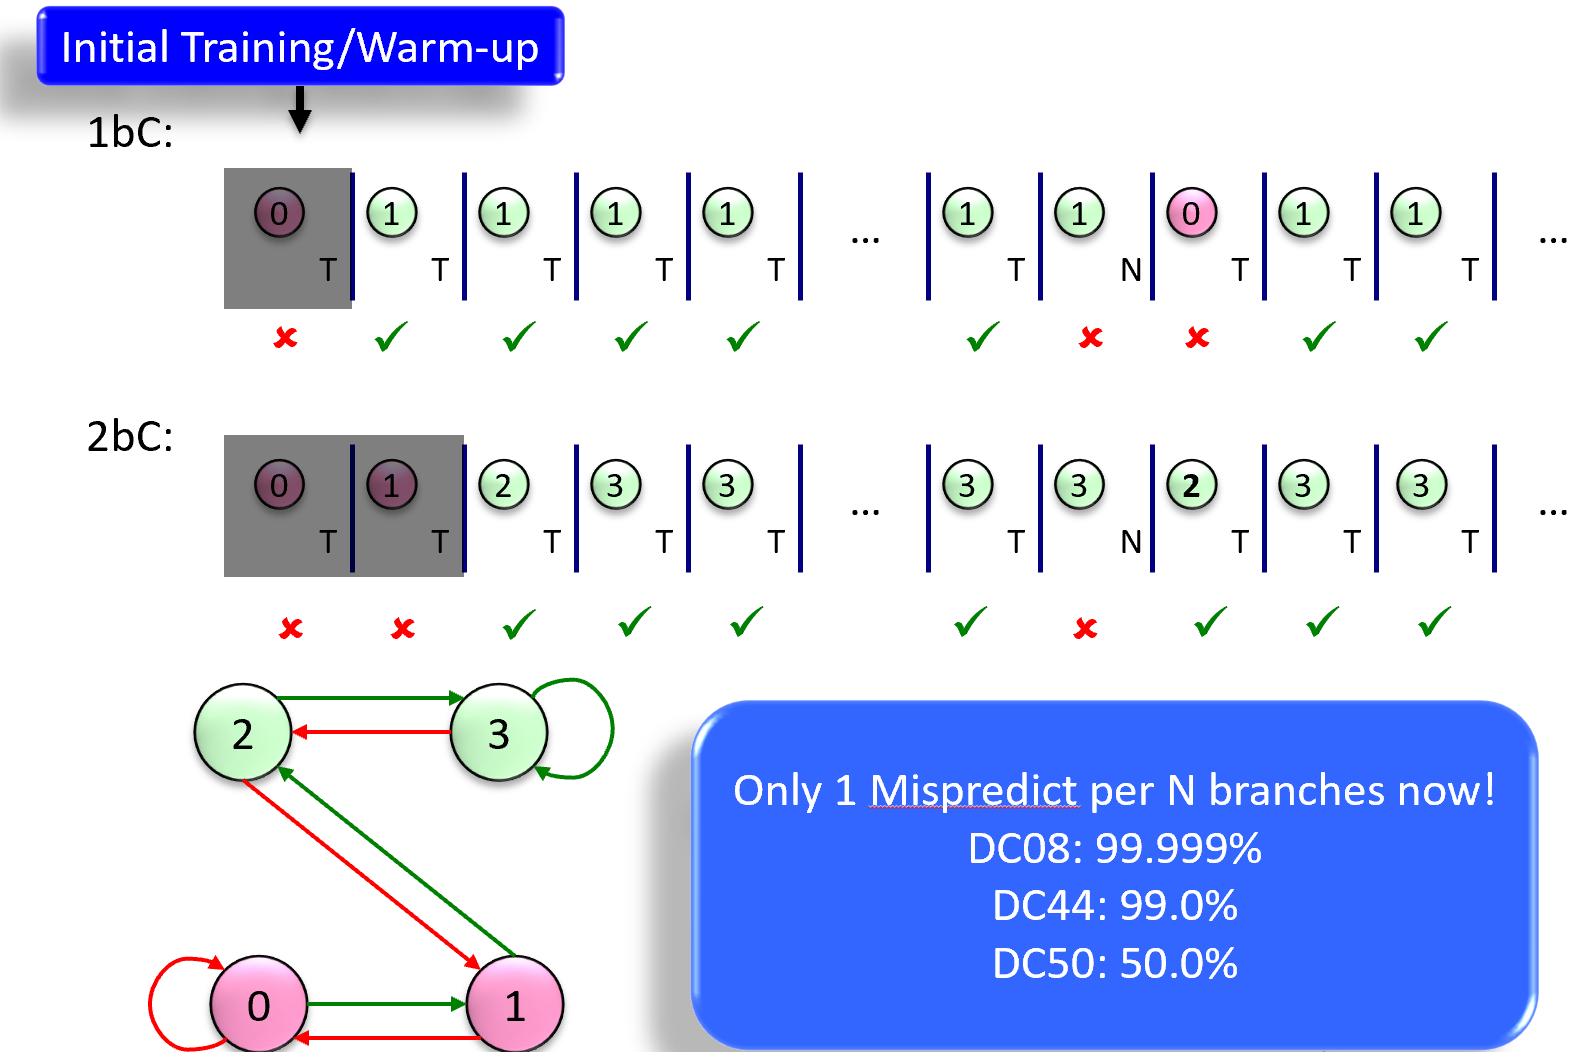 Initial Training/Warm-up
1bC:
0 1 1 1 1 ... 1 1 0 1 1 ...
T T T T T T N T T T
✘ ✓ ✓ ✓ ✓ ✓ ✘ ✘ ✓ ✓
2bC:
0 1 2 3 3 ... 3 3 2 3 3 ...
T T T T T T N T T T
✘ ✘ ✓ ✓ ✓ ✓ ✘ ✓ ✓ ✓
2 3
0 1
Only 1 Mispredict per N branches now!
DC08: 99.999%
DC44: 99.0%
DC50: 50.0%